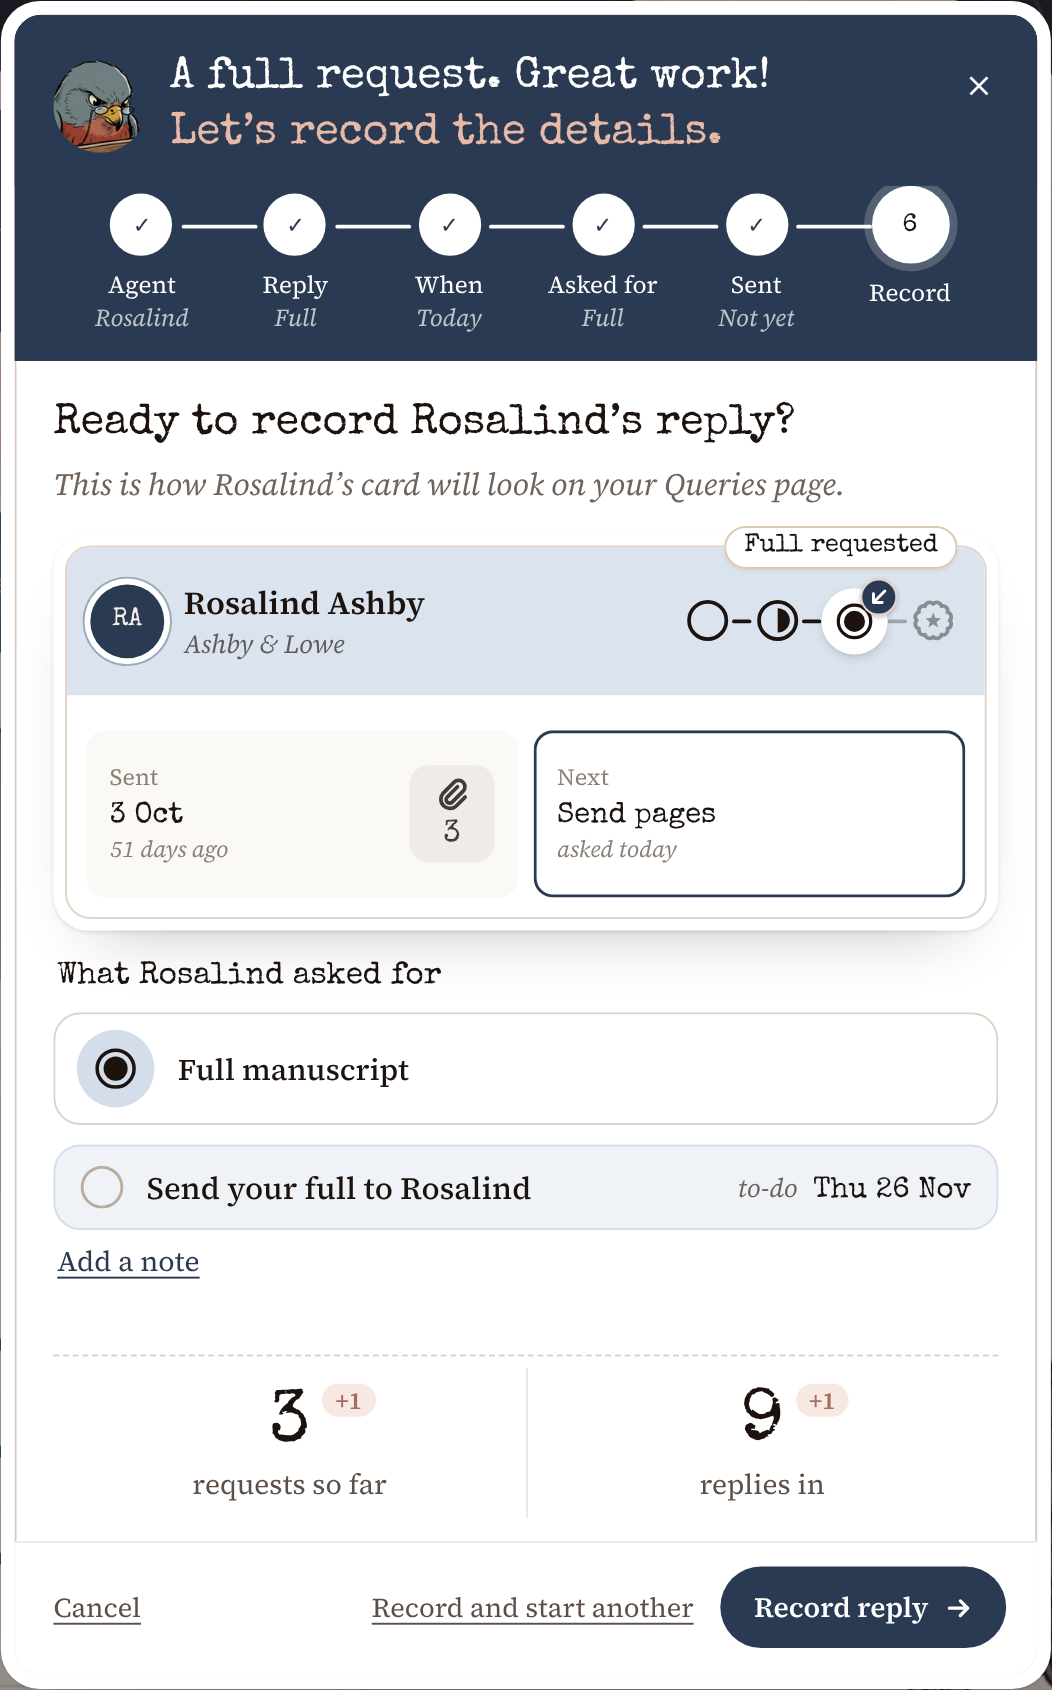 A full request. Great work!
Let's record the details.
✓ ✓ ✓ ✓ ✓ 6
Agent Reply When Asked for Sent Record
Rosalind Full Today Full Not yet
Ready to record Rosalind's reply?
This is how Rosalind's card will look on your Queries page.
Full requested
RA
Rosalind Ashby
Ashby & Lowe
Sent
3 Oct
51 days ago
3
Next
Send pages
asked today
What Rosalind asked for
Full manuscript
Send your full to Rosalind to-do Thu 26 Nov
Add a note
3 +1
requests so far
9 +1
replies in
Cancel
Record and start another
Record reply →